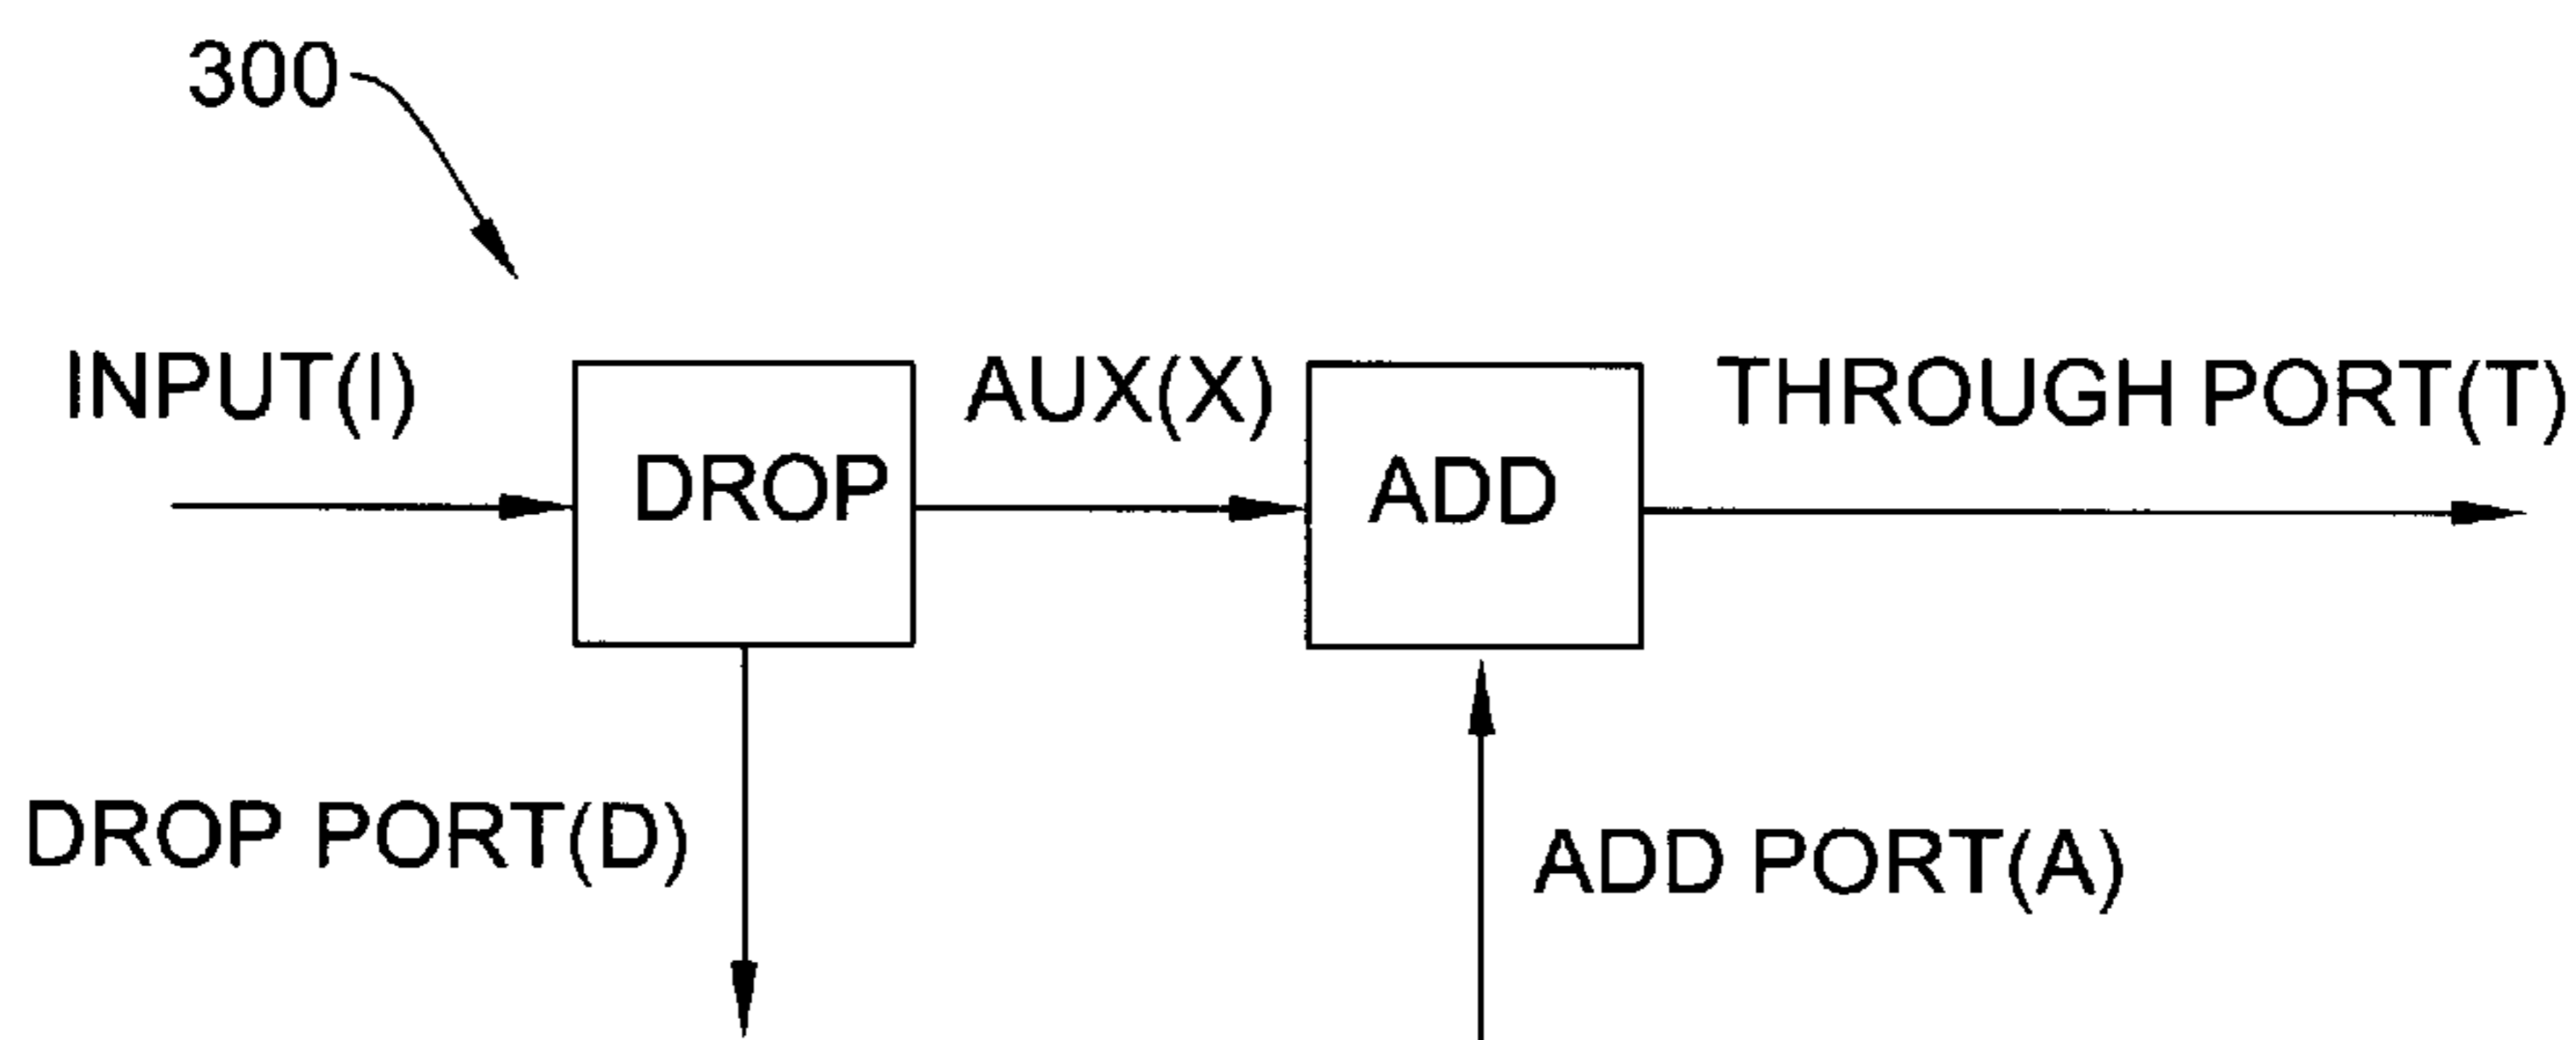 300
INPUT(I)
AUX(X)
THROUGH PORT(T)
DROP
ADD
DROP PORT(D)
ADD PORT(A)